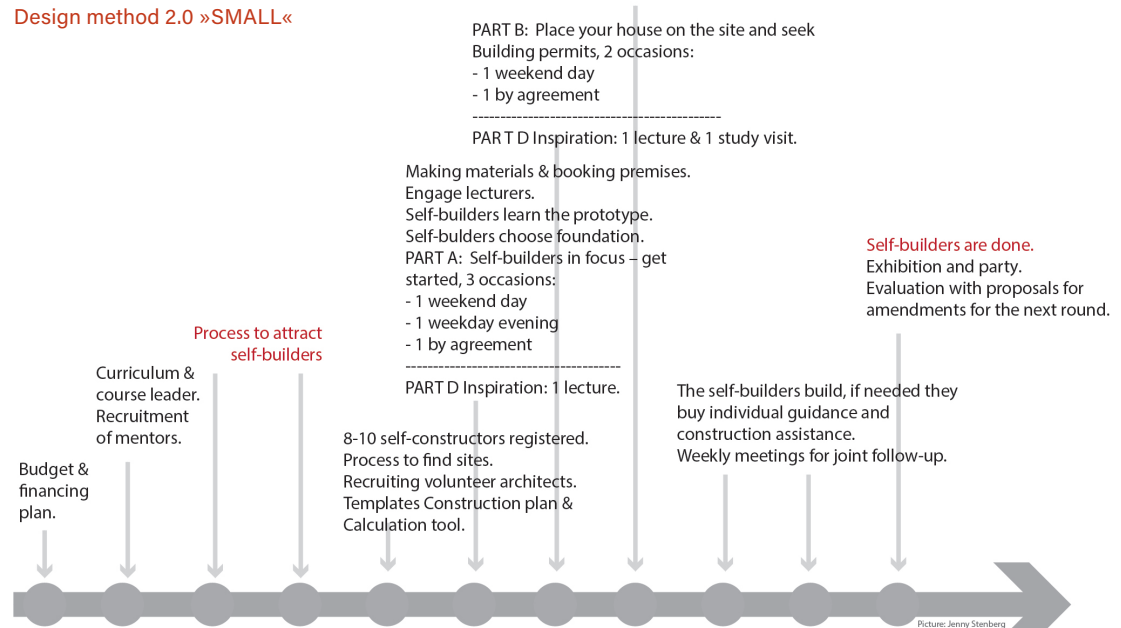 Design method 2.0 »SMALL«
Budget &
financing
plan.
Curriculum &
course leader.
Recruitment
of mentors.
Process to attract
self-builders
8-10 self-constructors registered.
Process to find sites.
Recruiting volunteer architects.
Templates Construction plan &
Calculation tool.
Making materials & booking premises.
Engage lecturers.
Self-builders learn the prototype.
Self-bulders choose foundation.
PART A:  Self-builders in focus – get
started, 3 occasions:
- 1 weekend day
- 1 weekday evening
- 1 by agreement
---------------------------------------
PART D Inspiration: 1 lecture.
PART B:  Place your house on the site and seek
Building permits, 2 occasions:
- 1 weekend day
- 1 by agreement
---------------------------------------------
PART D Inspiration: 1 lecture & 1 study visit.
The self-builders build, if needed they
buy individual guidance and
construction assistance.
Weekly meetings for joint follow-up.
Self-builders are done.
Exhibition and party.
Evaluation with proposals for
amendments for the next round.
Picture: Jenny Stenberg